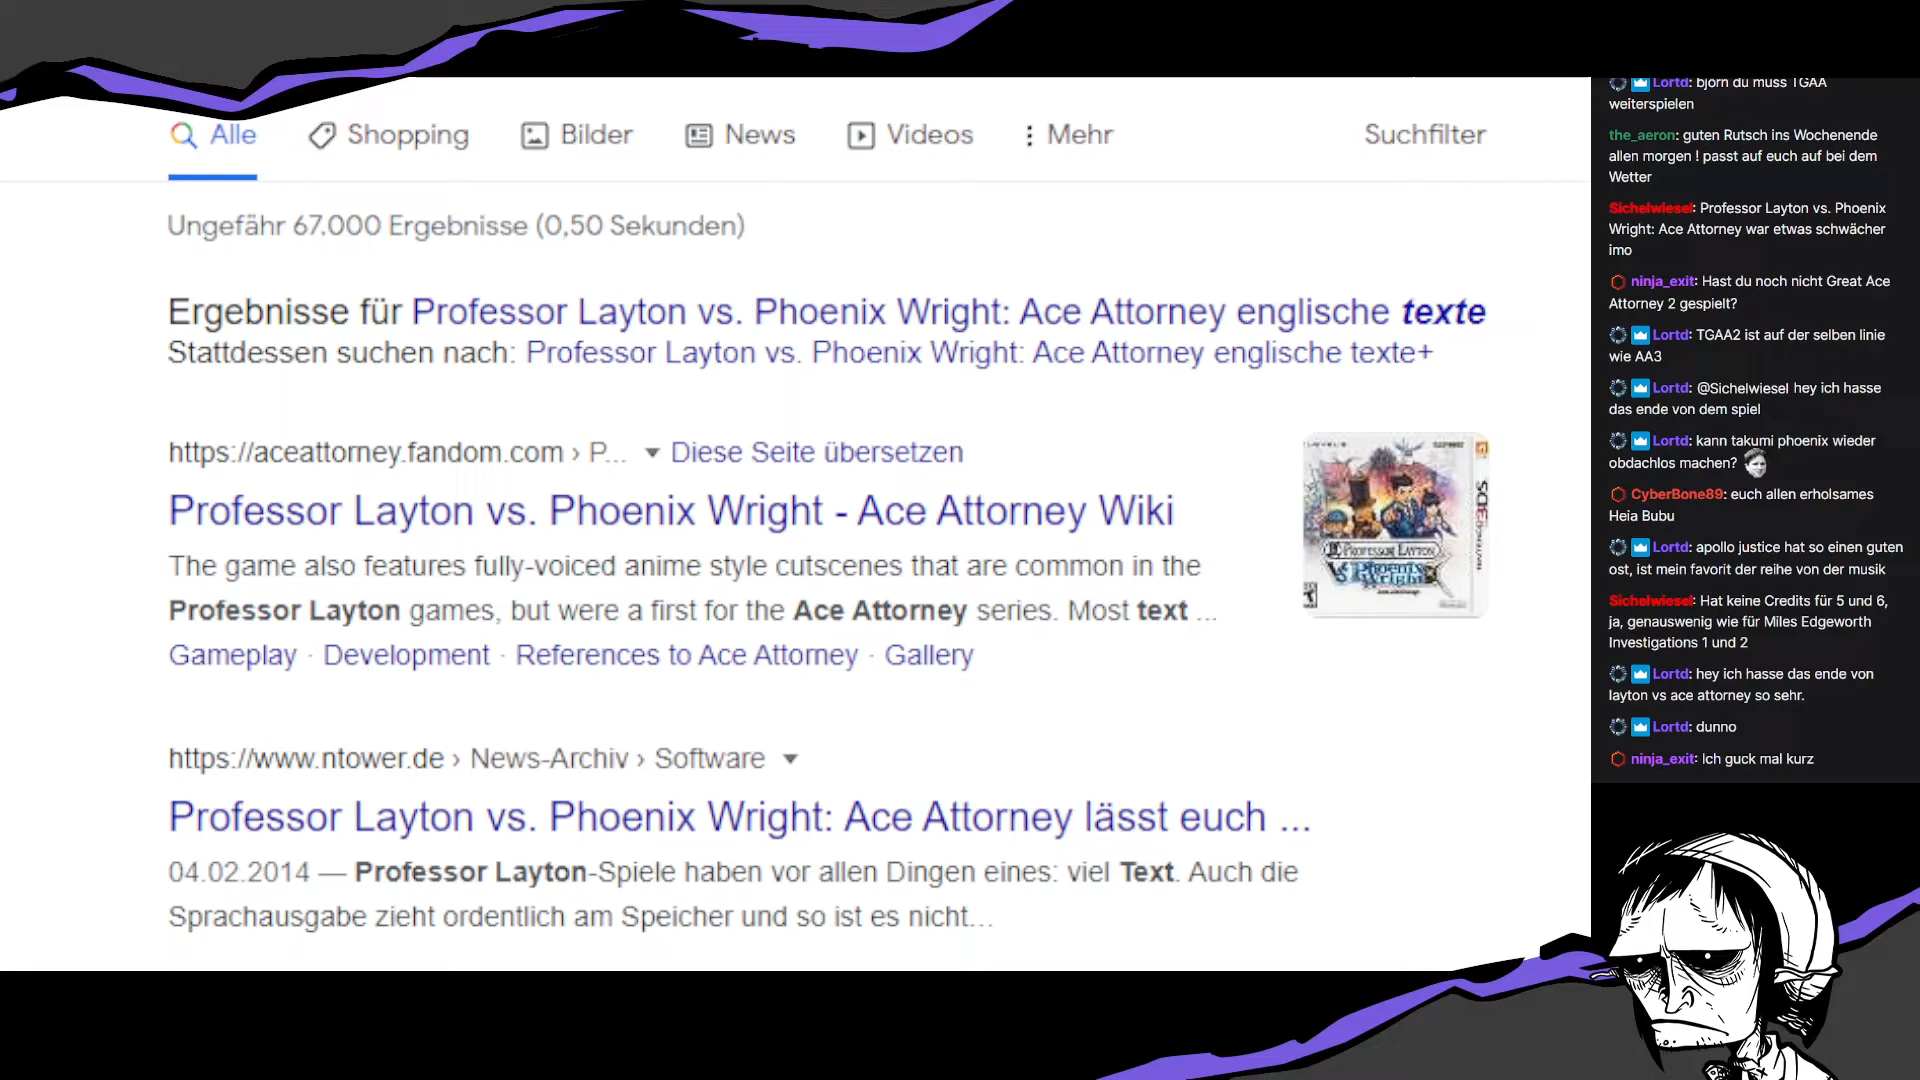 Alle Shopping Bilder News Videos Mehr Suchfilter
Ungefähr 67.000 Ergebnisse (0,50 Sekunden)
Ergebnisse für Professor Layton vs. Phoenix Wright: Ace Attorney englische texte
Stattdessen suchen nach: Professor Layton vs. Phoenix Wright: Ace Attorney englische texte+
https://aceattorney.fandom.com › P... Diese Seite übersetzen
Professor Layton vs. Phoenix Wright - Ace Attorney Wiki
The game also features fully-voiced anime style cutscenes that are common in the
Professor Layton games, but were a first for the Ace Attorney series. Most text ...
Gameplay · Development · References to Ace Attorney · Gallery
PROFESSOR LAYTON
VS Phoenix Wright
NINTENDO 3DS
https://www.ntower.de › News-Archiv › Software
Professor Layton vs. Phoenix Wright: Ace Attorney lässt euch ...
04.02.2014 — Professor Layton-Spiele haben vor allen Dingen eines: viel Text. Auch die
Sprachausgabe zieht ordentlich am Speicher und so ist es nicht...
Lortd: bjorn du muss TGAA
weiterspielen
the_aeron: guten Rutsch ins Wochenende
allen morgen ! passt auf euch auf bei dem
Wetter
Sichelwiesel: Professor Layton vs. Phoenix
Wright: Ace Attorney war etwas schwächer
imo
ninja_exit: Hast du noch nicht Great Ace
Attorney 2 gespielt?
Lortd: TGAA2 ist auf der selben linie
wie AA3
Lortd: @Sichelwiesel hey ich hasse
das ende von dem spiel
Lortd: kann takumi phoenix wieder
obdachlos machen?
CyberBone89: euch allen erholsames
Heia Bubu
Lortd: apollo justice hat so einen guten
ost, ist mein favorit der reihe von der musik
Sichelwiesel: Hat keine Credits für 5 und 6,
ja, genauswenig wie für Miles Edgeworth
Investigations 1 und 2
Lortd: hey ich hasse das ende von
layton vs ace attorney so sehr.
Lortd: dunno
ninja_exit: Ich guck mal kurz